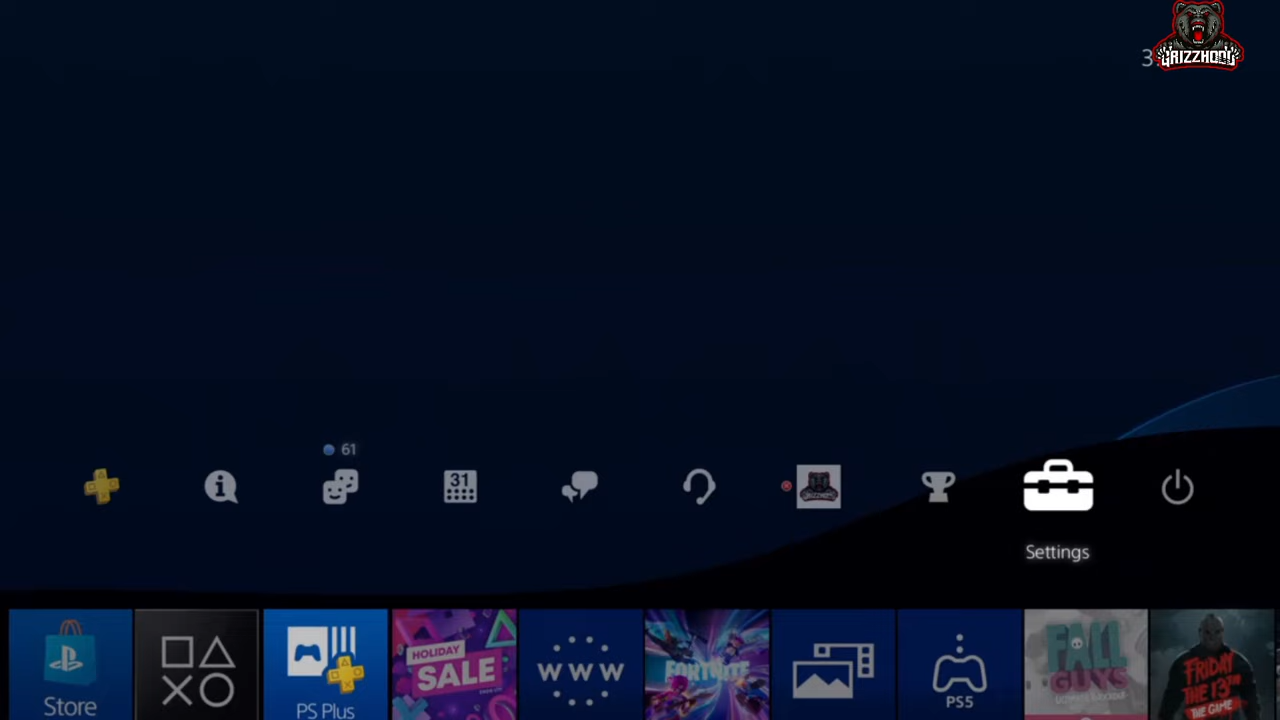 3
GRIZZHOOD
61
31
Settings
Store
PS Plus
HOLIDAY
SALE
WWW
FORTNITE
PS5
FALL
GUYS
FRIDAY
THE 13TH
THE GAME